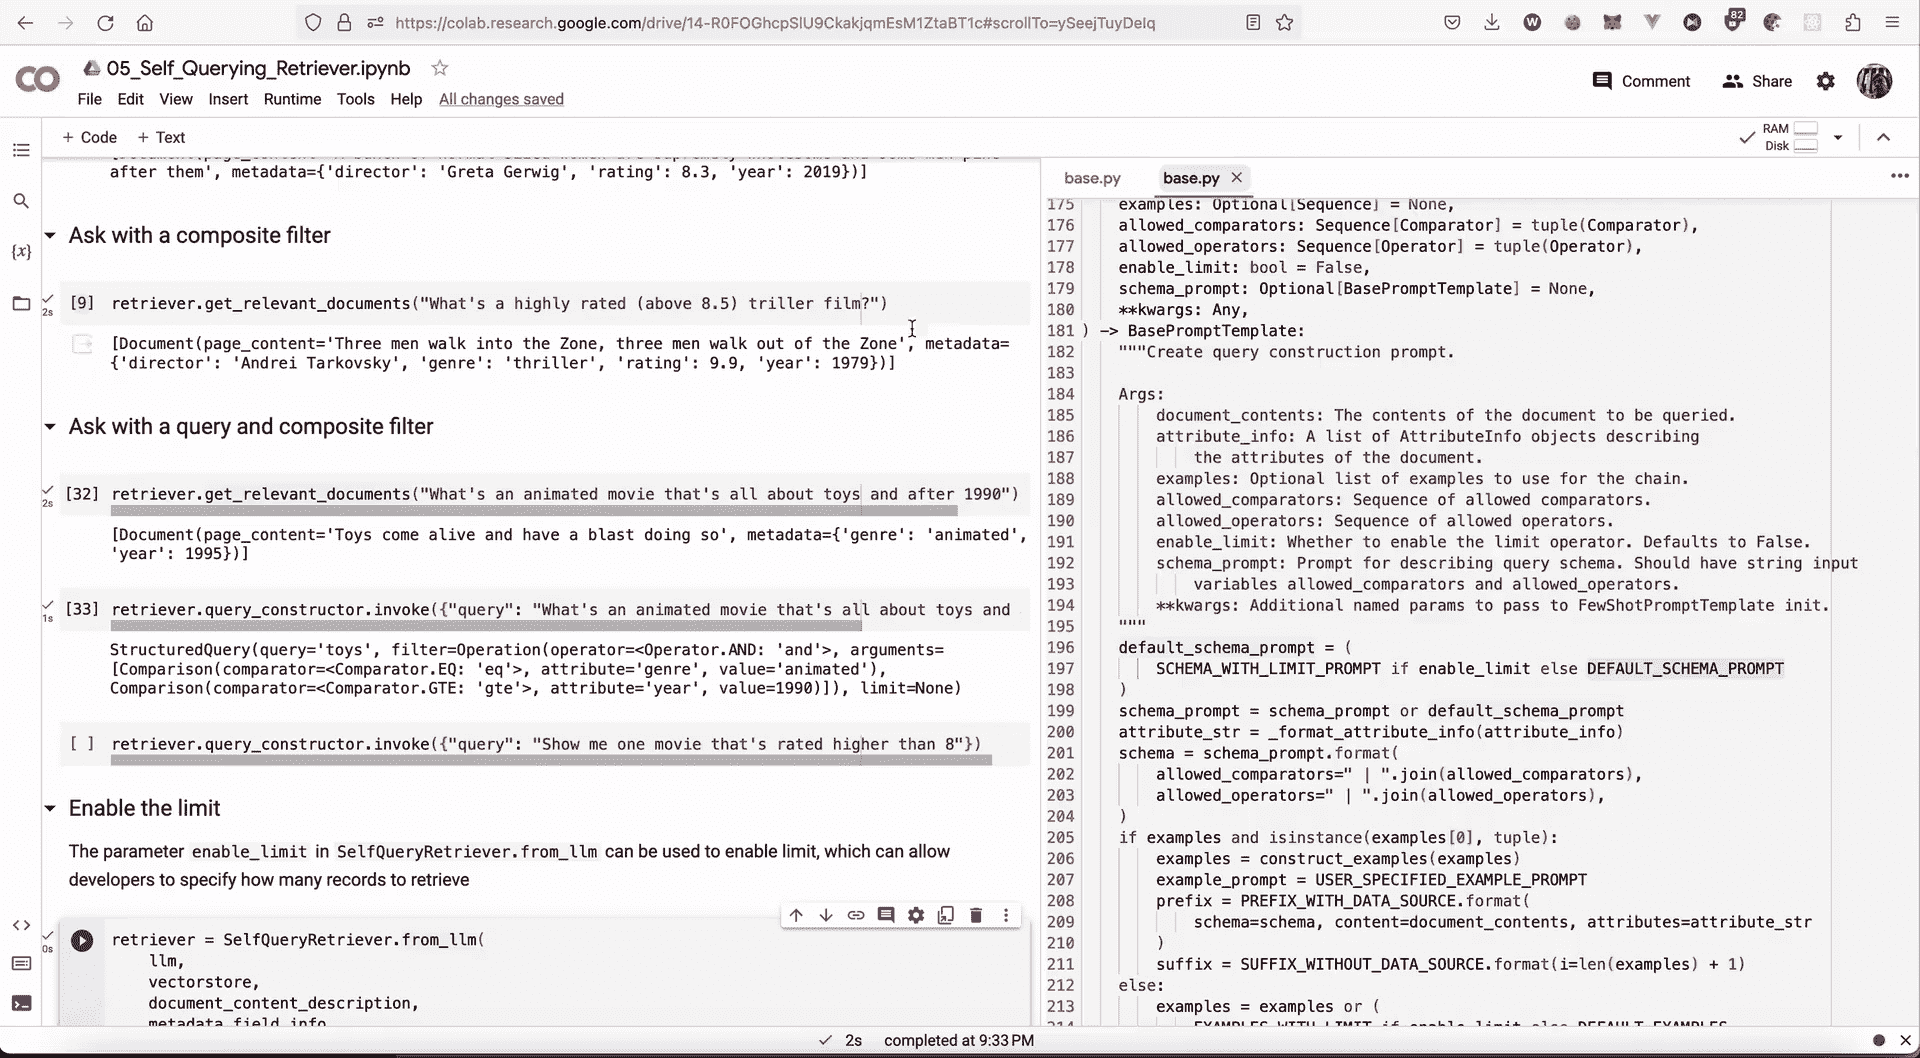 https://colab.research.google.com/drive/14-R0FOGhcpSlU9CkakjqmEsM1ZtaBT1c#scrollTo=ySeejTuyDelq
82
CO
05_Self_Querying_Retriever.ipynb
File Edit View Insert Runtime Tools Help All changes saved
Comment
Share
+ Code + Text
RAM
Disk
after them', metadata={'director': 'Greta Gerwig', 'rating': 8.3, 'year': 2019})]
Ask with a composite filter
2s
[9] retriever.get_relevant_documents("What's a highly rated (above 8.5) triller film?")
[Document(page_content='Three men walk into the Zone, three men walk out of the Zone', metadata=
{'director': 'Andrei Tarkovsky', 'genre': 'thriller', 'rating': 9.9, 'year': 1979})]
Ask with a query and composite filter
2s
[32] retriever.get_relevant_documents("What's an animated movie that's all about toys and after 1990")
[Document(page_content='Toys come alive and have a blast doing so', metadata={'genre': 'animated',
'year': 1995})]
1s
[33] retriever.query_constructor.invoke({"query": "What's an animated movie that's all about toys and
StructuredQuery(query='toys', filter=Operation(operator=<Operator.AND: 'and'>, arguments=
[Comparison(comparator=<Comparator.EQ: 'eq'>, attribute='genre', value='animated'),
Comparison(comparator=<Comparator.GTE: 'gte'>, attribute='year', value=1990)]), limit=None)
[ ] retriever.query_constructor.invoke({"query": "Show me one movie that's rated higher than 8"})
Enable the limit
The parameter enable_limit in SelfQueryRetriever.from_llm can be used to enable limit, which can allow
developers to specify how many records to retrieve
0s
retriever = SelfQueryRetriever.from_llm(
llm,
vectorstore,
document_content_description,
metadata_field_info,
base.py base.py
175 examples: Optional[Sequence] = None,
176 allowed_comparators: Sequence[Comparator] = tuple(Comparator),
177 allowed_operators: Sequence[Operator] = tuple(Operator),
178 enable_limit: bool = False,
179 schema_prompt: Optional[BasePromptTemplate] = None,
180 **kwargs: Any,
181 ) -> BasePromptTemplate:
182 """Create query construction prompt.
183
184 Args:
185 document_contents: The contents of the document to be queried.
186 attribute_info: A list of AttributeInfo objects describing
187 the attributes of the document.
188 examples: Optional list of examples to use for the chain.
189 allowed_comparators: Sequence of allowed comparators.
190 allowed_operators: Sequence of allowed operators.
191 enable_limit: Whether to enable the limit operator. Defaults to False.
192 schema_prompt: Prompt for describing query schema. Should have string input
193 variables allowed_comparators and allowed_operators.
194 **kwargs: Additional named params to pass to FewShotPromptTemplate init.
195 """
196 default_schema_prompt = (
197 SCHEMA_WITH_LIMIT_PROMPT if enable_limit else DEFAULT_SCHEMA_PROMPT
198 )
199 schema_prompt = schema_prompt or default_schema_prompt
200 attribute_str = _format_attribute_info(attribute_info)
201 schema = schema_prompt.format(
202 allowed_comparators=" | ".join(allowed_comparators),
203 allowed_operators=" | ".join(allowed_operators),
204 )
205 if examples and isinstance(examples[0], tuple):
206 examples = construct_examples(examples)
207 example_prompt = USER_SPECIFIED_EXAMPLE_PROMPT
208 prefix = PREFIX_WITH_DATA_SOURCE.format(
209 schema=schema, content=document_contents, attributes=attribute_str
210 )
211 suffix = SUFFIX_WITHOUT_DATA_SOURCE.format(i=len(examples) + 1)
212 else:
213 examples = examples or (
214 EXAMPLES_WITH_LIMIT if enable_limit else DEFAULT_EXAMPLES
2s completed at 9:33 PM